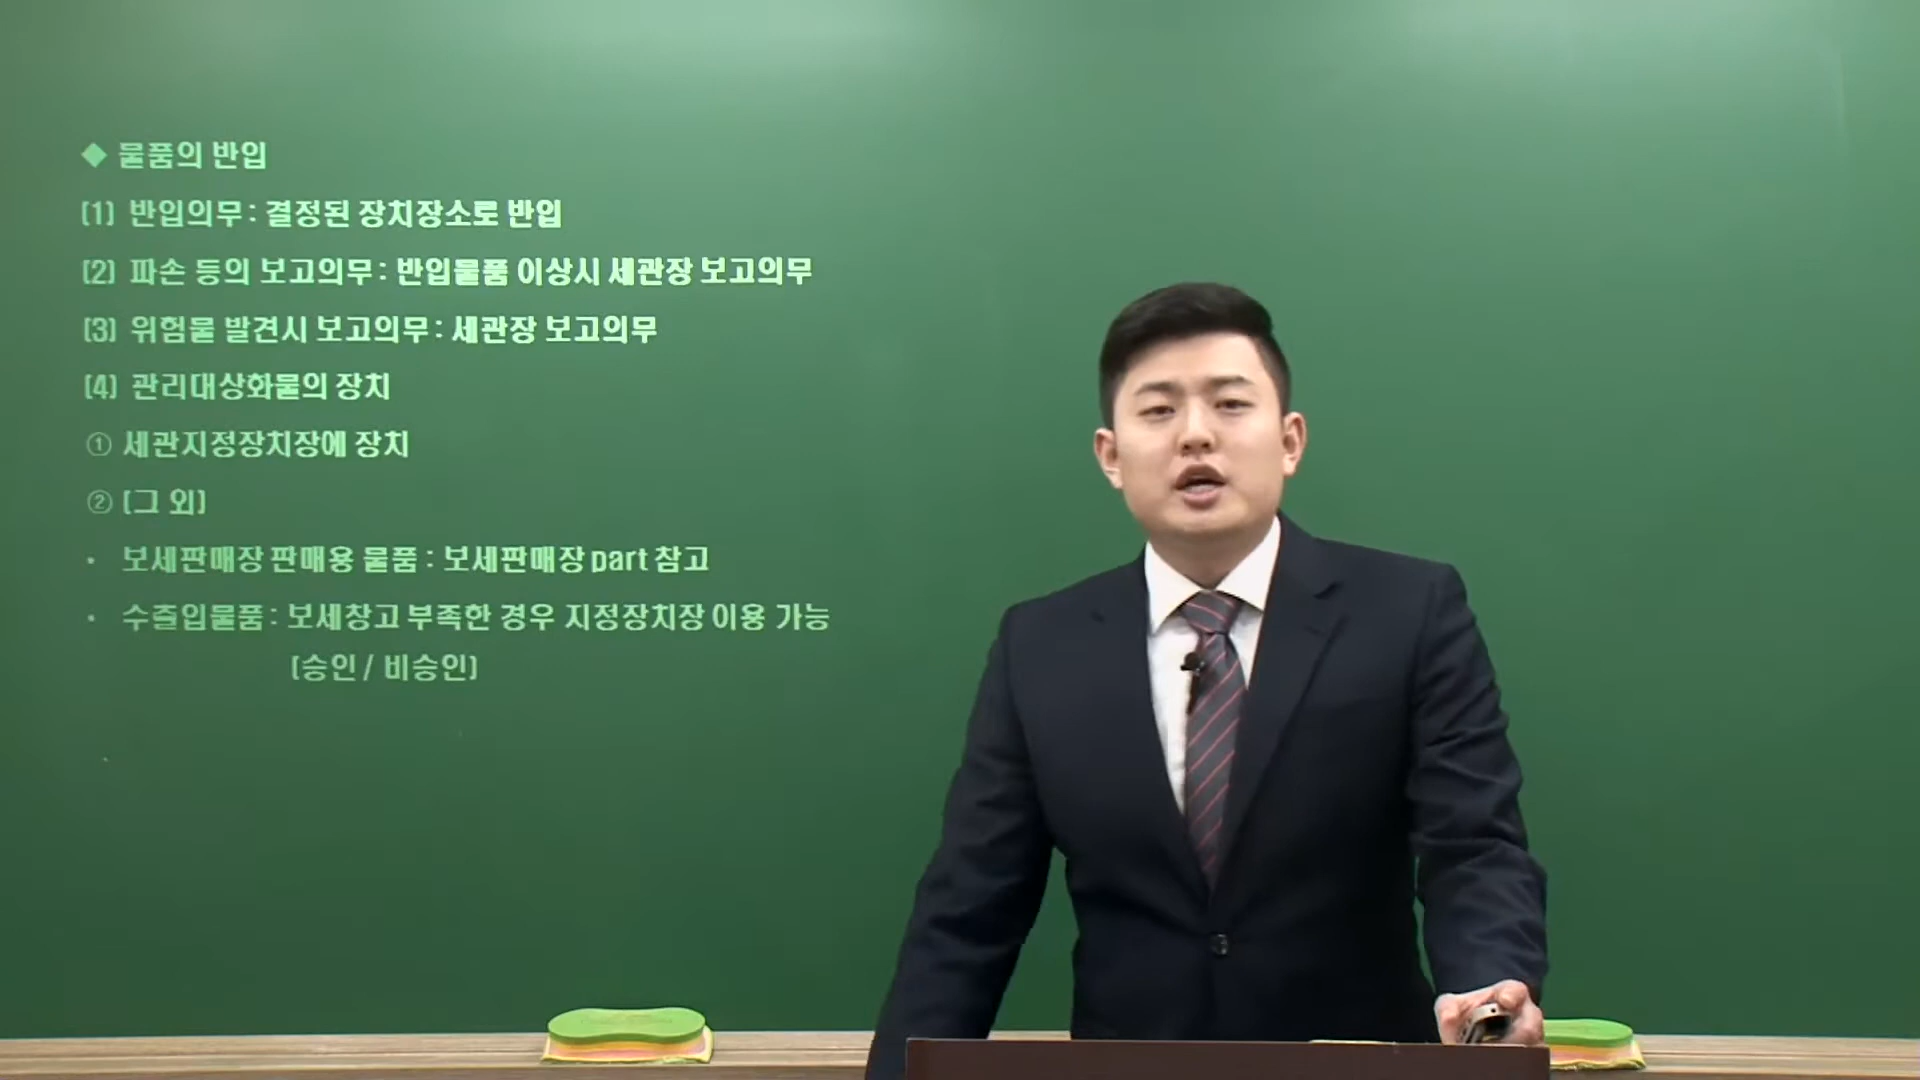 ◆ 물품의 반입
(1) 반입의무 : 결정된 장치장소로 반입
(2) 파손 등의 보고의무 : 반입물품 이상시 세관장 보고의무
(3) 위험물 발견시 보고의무 : 세관장 보고의무
(4) 관리대상화물의 장치
① 세관지정장치장에 장치
② (그 외)
· 보세판매장 판매용 물품 : 보세판매장 part 참고
· 수출입물품 : 보세창고 부족한 경우 지정장치장 이용 가능
(승인 / 비승인)